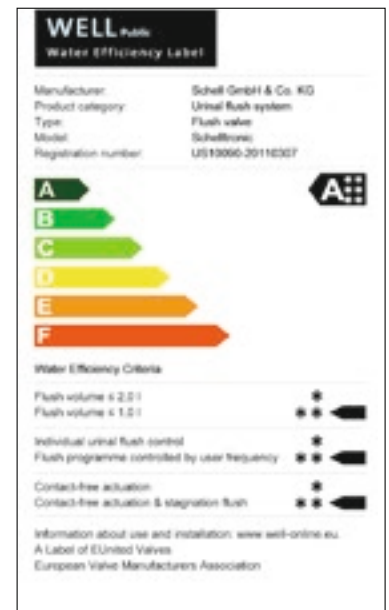 WELL Public
Water Efficiency Label
Manufacturer: Schell GmbH & Co. KG
Product category: Urinal flush system
Type: Flush valve
Model: Schelltronic
Registration number: US10060-20110307
A
A
B
C
D
E
F
Water Efficiency Criteria
Flush volume ≤ 2,0 l *
Flush volume ≤ 1,0 l * *
Individual urinal flush control *
Flush programme controlled by user frequency * *
Contact-free actuation *
Contact-free actuation & stagnation flush * *
Information about use and installation: www.well-online.eu
A Label of EUnited Valves
European Valve Manufacturers Association